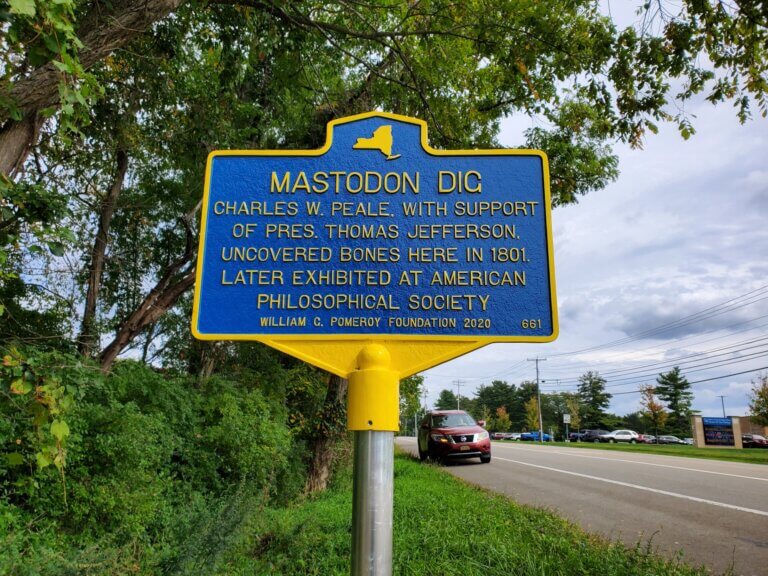 MASTODON DIG
CHARLES W. PEALE, WITH SUPPORT
OF PRES. THOMAS JEFFERSON,
UNCOVERED BONES HERE IN 1801.
LATER EXHIBITED AT AMERICAN
PHILOSOPHICAL SOCIETY
WILLIAM G. POMEROY FOUNDATION 2020 661